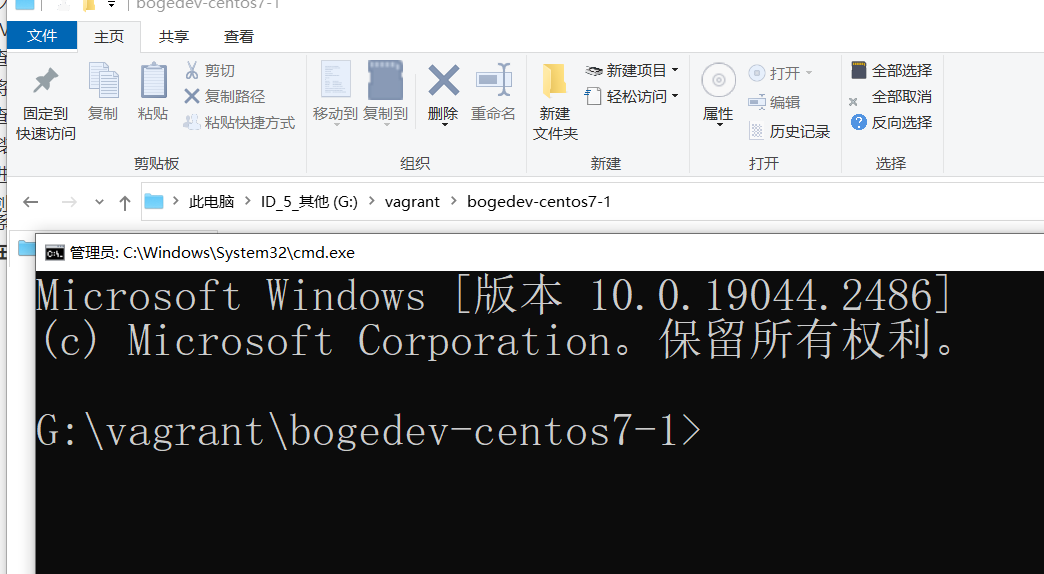 bogedev-centos7-1
文件 主页 共享 查看
固定到
快速访问
复制
粘贴
剪切
复制路径
粘贴快捷方式
剪贴板
移动到
复制到
删除
重命名
组织
新建
文件夹
新建项目
轻松访问
新建
属性
打开
编辑
历史记录
打开
全部选择
全部取消
反向选择
选择
此电脑 ID_5_其他 (G:) vagrant bogedev-centos7-1
管理员: C:\Windows\System32\cmd.exe
Microsoft Windows [版本 10.0.19044.2486]
(c) Microsoft Corporation。保留所有权利。
G:\vagrant\bogedev-centos7-1>